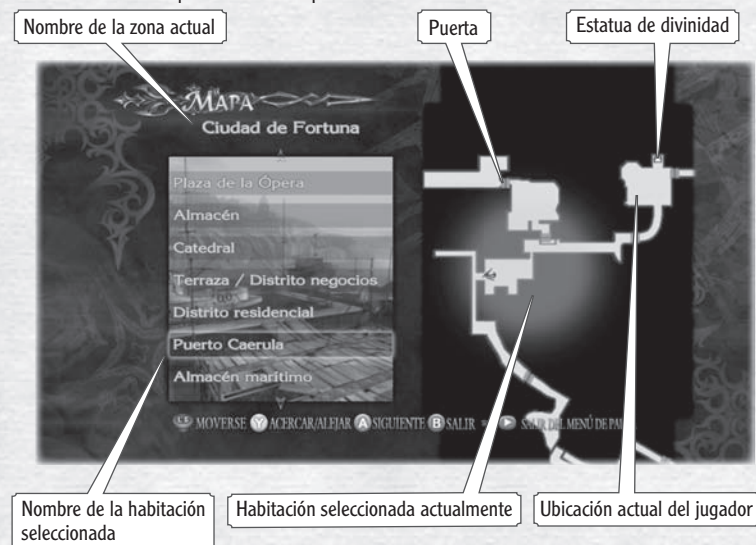 Nombre de la zona actual
Puerta
Estatua de divinidad
MAPA
Ciudad de Fortuna
Plaza de la Ópera
Almacén
Catedral
Terraza / Distrito negocios
Distrito residencial
Puerto Caerula
Almacén marítimo
LS MOVERSE Y ACERCAR/ALEJAR A SIGUIENTE B SALIR SALIR DEL MENÚ DE
Nombre de la habitación
seleccionada
Habitación seleccionada actualmente
Ubicación actual del jugador